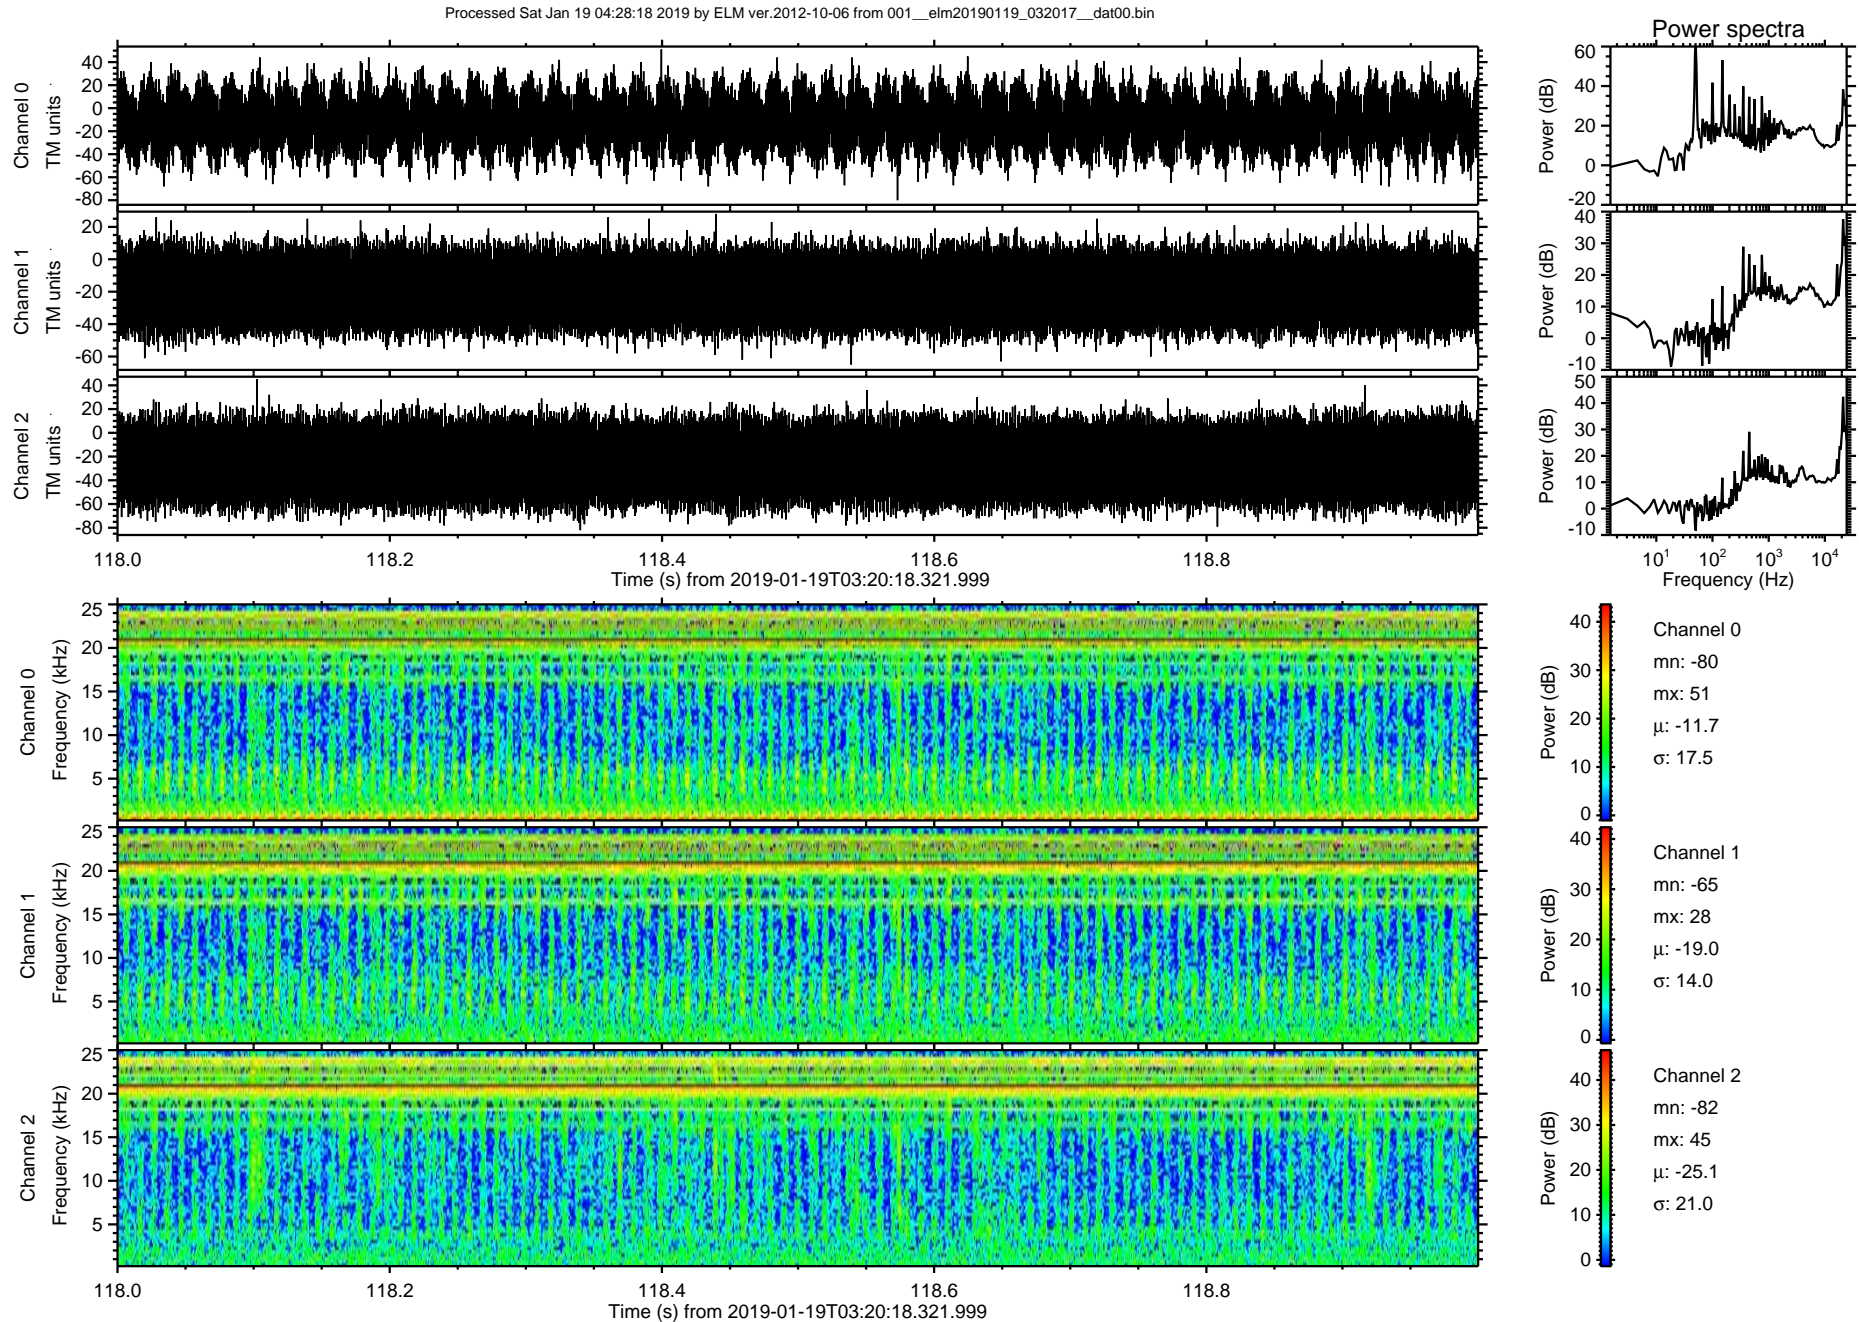 Processed Sat Jan 19 04:28:18 2019 by ELM ver.2012-10-06 from 001__elm20190119_032017__dat00.bin
Power spectra
Channel 0
TM units
40
20
0
-20
-40
-60
-80
Power (dB)
60
40
20
0
-20
Channel 1
TM units
20
0
-20
-40
-60
Power (dB)
40
30
20
10
0
-10
Channel 2
TM units
40
20
0
-20
-40
-60
-80
Power (dB)
50
40
30
20
10
0
-10
118.0 118.2 118.4 118.6 118.8
Time (s) from 2019-01-19T03:20:18.321.999
10^1 10^2 10^3 10^4
Frequency (Hz)
Channel 0
Frequency (kHz)
25
20
15
10
5
Power (dB)
40
30
20
10
0
Channel 0
mn: -80
mx: 51
μ: -11.7
σ: 17.5
Channel 1
Frequency (kHz)
25
20
15
10
5
Power (dB)
40
30
20
10
0
Channel 1
mn: -65
mx: 28
μ: -19.0
σ: 14.0
Channel 2
Frequency (kHz)
25
20
15
10
5
Power (dB)
40
30
20
10
0
Channel 2
mn: -82
mx: 45
μ: -25.1
σ: 21.0
118.0 118.2 118.4 118.6 118.8
Time (s) from 2019-01-19T03:20:18.321.999